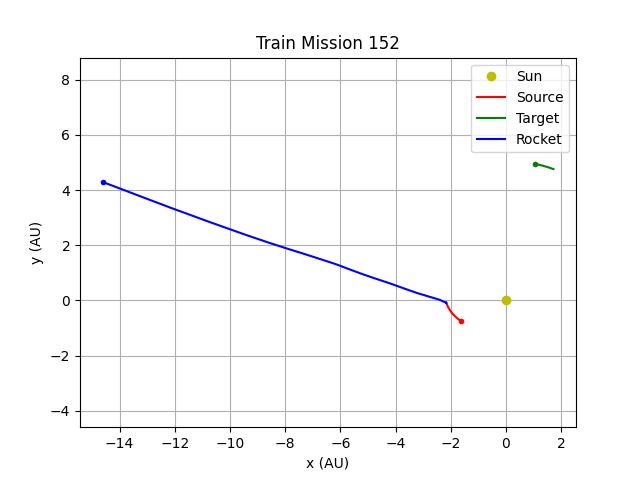 Train Mission 152
Sun
Source
Target
Rocket
8
6
4
2
0
−2
−4
y (AU)
−14
−12
−10
−8
−6
−4
−2
0
2
x (AU)